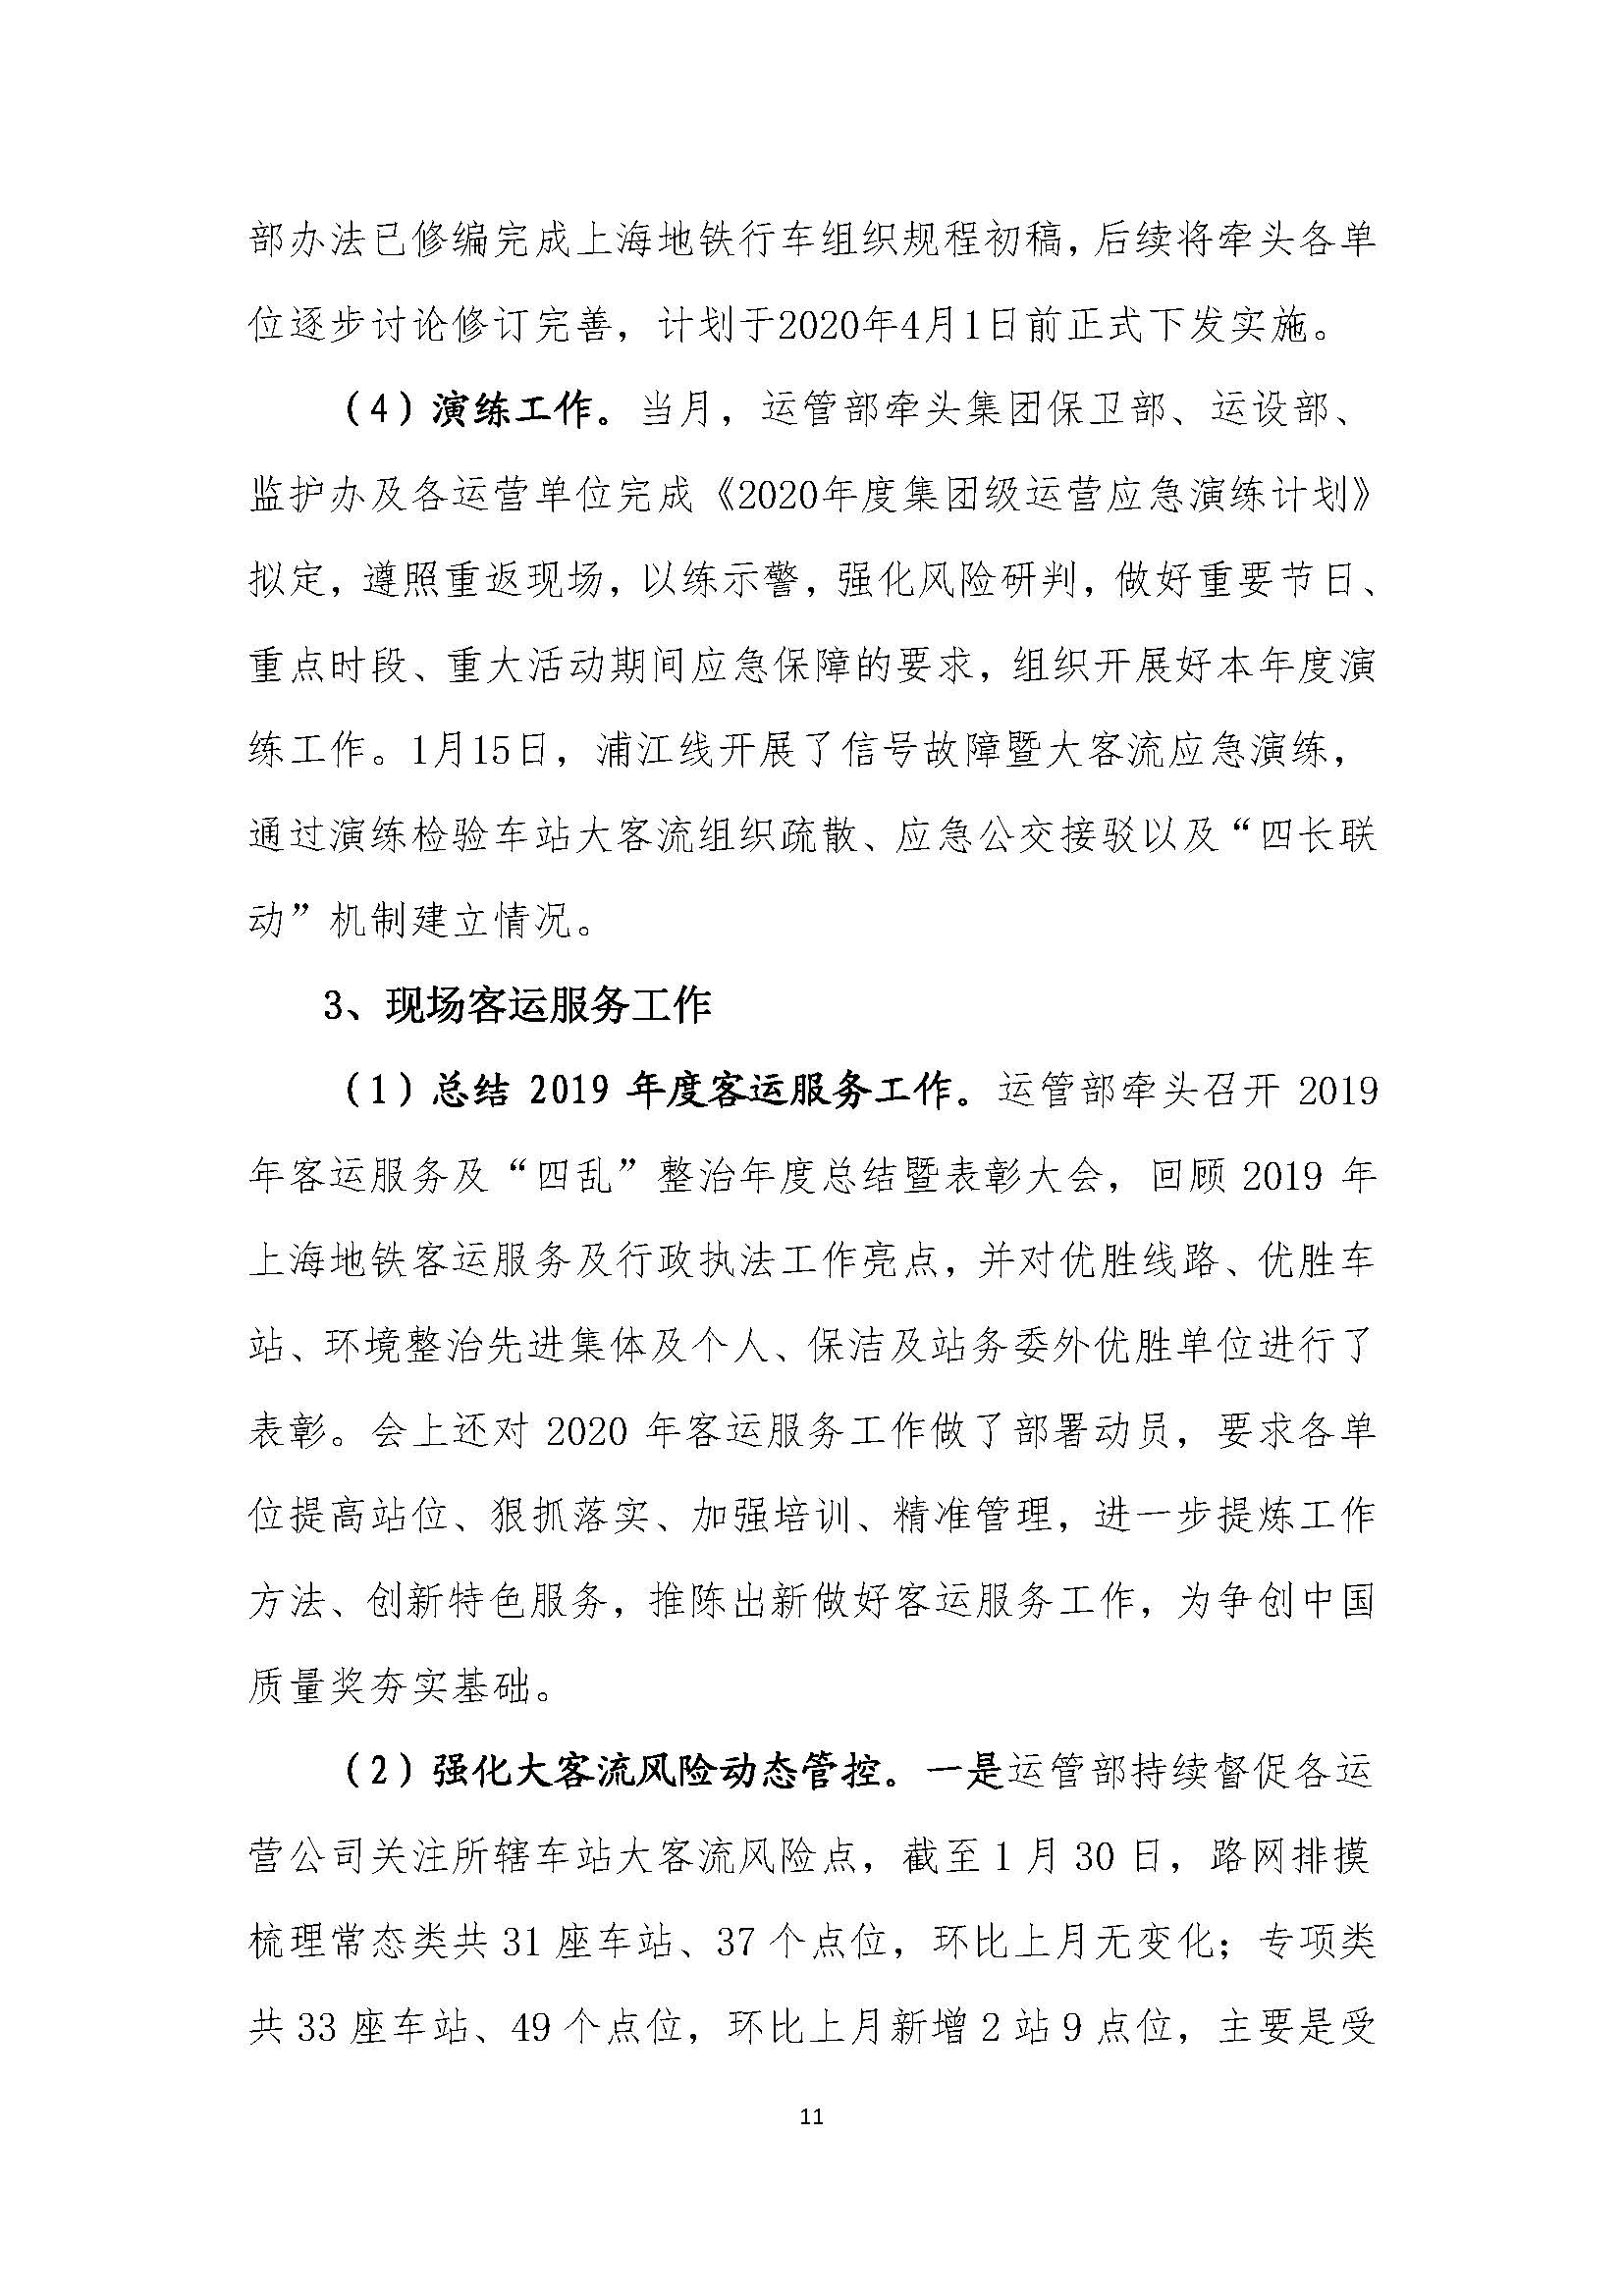 部办法已修编完成上海地铁行车组织规程初稿，后续将牵头各单
位逐步讨论修订完善，计划于2020年4月1日前正式下发实施。
（4）演练工作。当月，运管部牵头集团保卫部、运设部、
监护办及各运营单位完成《2020年度集团级运营应急演练计划》
拟定，遵照重返现场，以练示警，强化风险研判，做好重要节日、
重点时段、重大活动期间应急保障的要求，组织开展好本年度演
练工作。1月15日，浦江线开展了信号故障暨大客流应急演练，
通过演练检验车站大客流组织疏散、应急公交接驳以及“四长联
动”机制建立情况。
3、现场客运服务工作
（1）总结 2019 年度客运服务工作。运管部牵头召开 2019
年客运服务及“四乱”整治年度总结暨表彰大会，回顾 2019 年
上海地铁客运服务及行政执法工作亮点，并对优胜线路、优胜车
站、环境整治先进集体及个人、保洁及站务委外优胜单位进行了
表彰。会上还对 2020 年客运服务工作做了部署动员，要求各单
位提高站位、狠抓落实、加强培训、精准管理，进一步提炼工作
方法、创新特色服务，推陈出新做好客运服务工作，为争创中国
质量奖夯实基础。
（2）强化大客流风险动态管控。一是运管部持续督促各运
营公司关注所辖车站大客流风险点，截至 1 月 30 日，路网排摸
梳理常态类共 31 座车站、37 个点位，环比上月无变化；专项类
共 33 座车站、49 个点位，环比上月新增 2 站 9 点位，主要是受
11